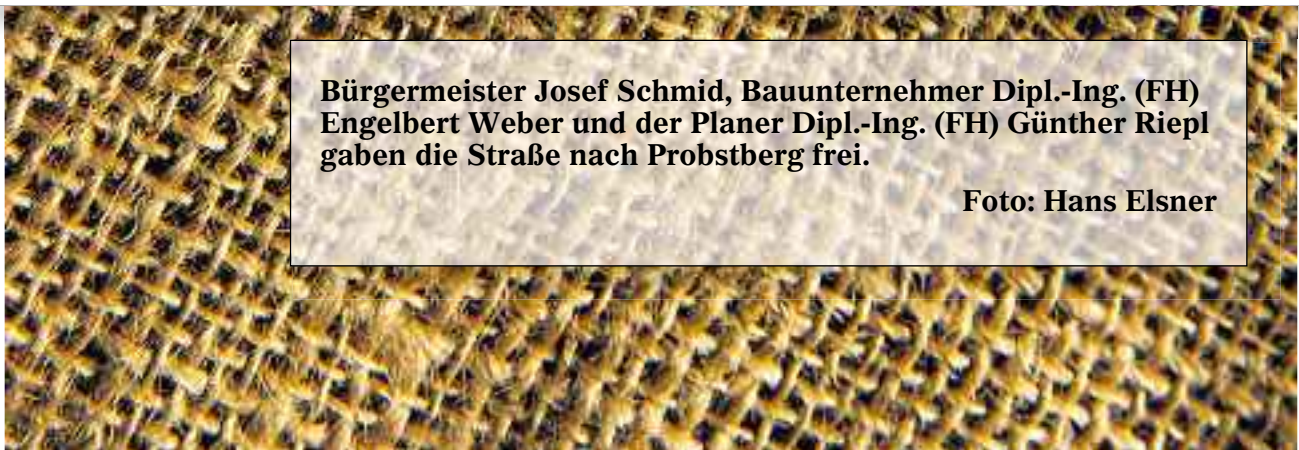 Bürgermeister Josef Schmid, Bauunternehmer Dipl.-Ing. (FH)
Engelbert Weber und der Planer Dipl.-Ing. (FH) Günther Riepl
gaben die Straße nach Probstberg frei.
Foto: Hans Elsner